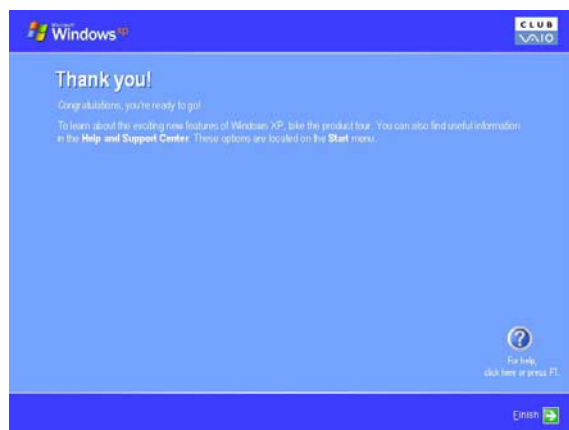 Microsoft
Windows xp
CLUB
VAIO
Thank you!
Congratulations, you're ready to go!
To learn about the exciting new features of Windows XP, take the product tour. You can also find useful information
in the Help and Support Center. These options are located on the Start menu.
For help,
click here or press F1.
Finish